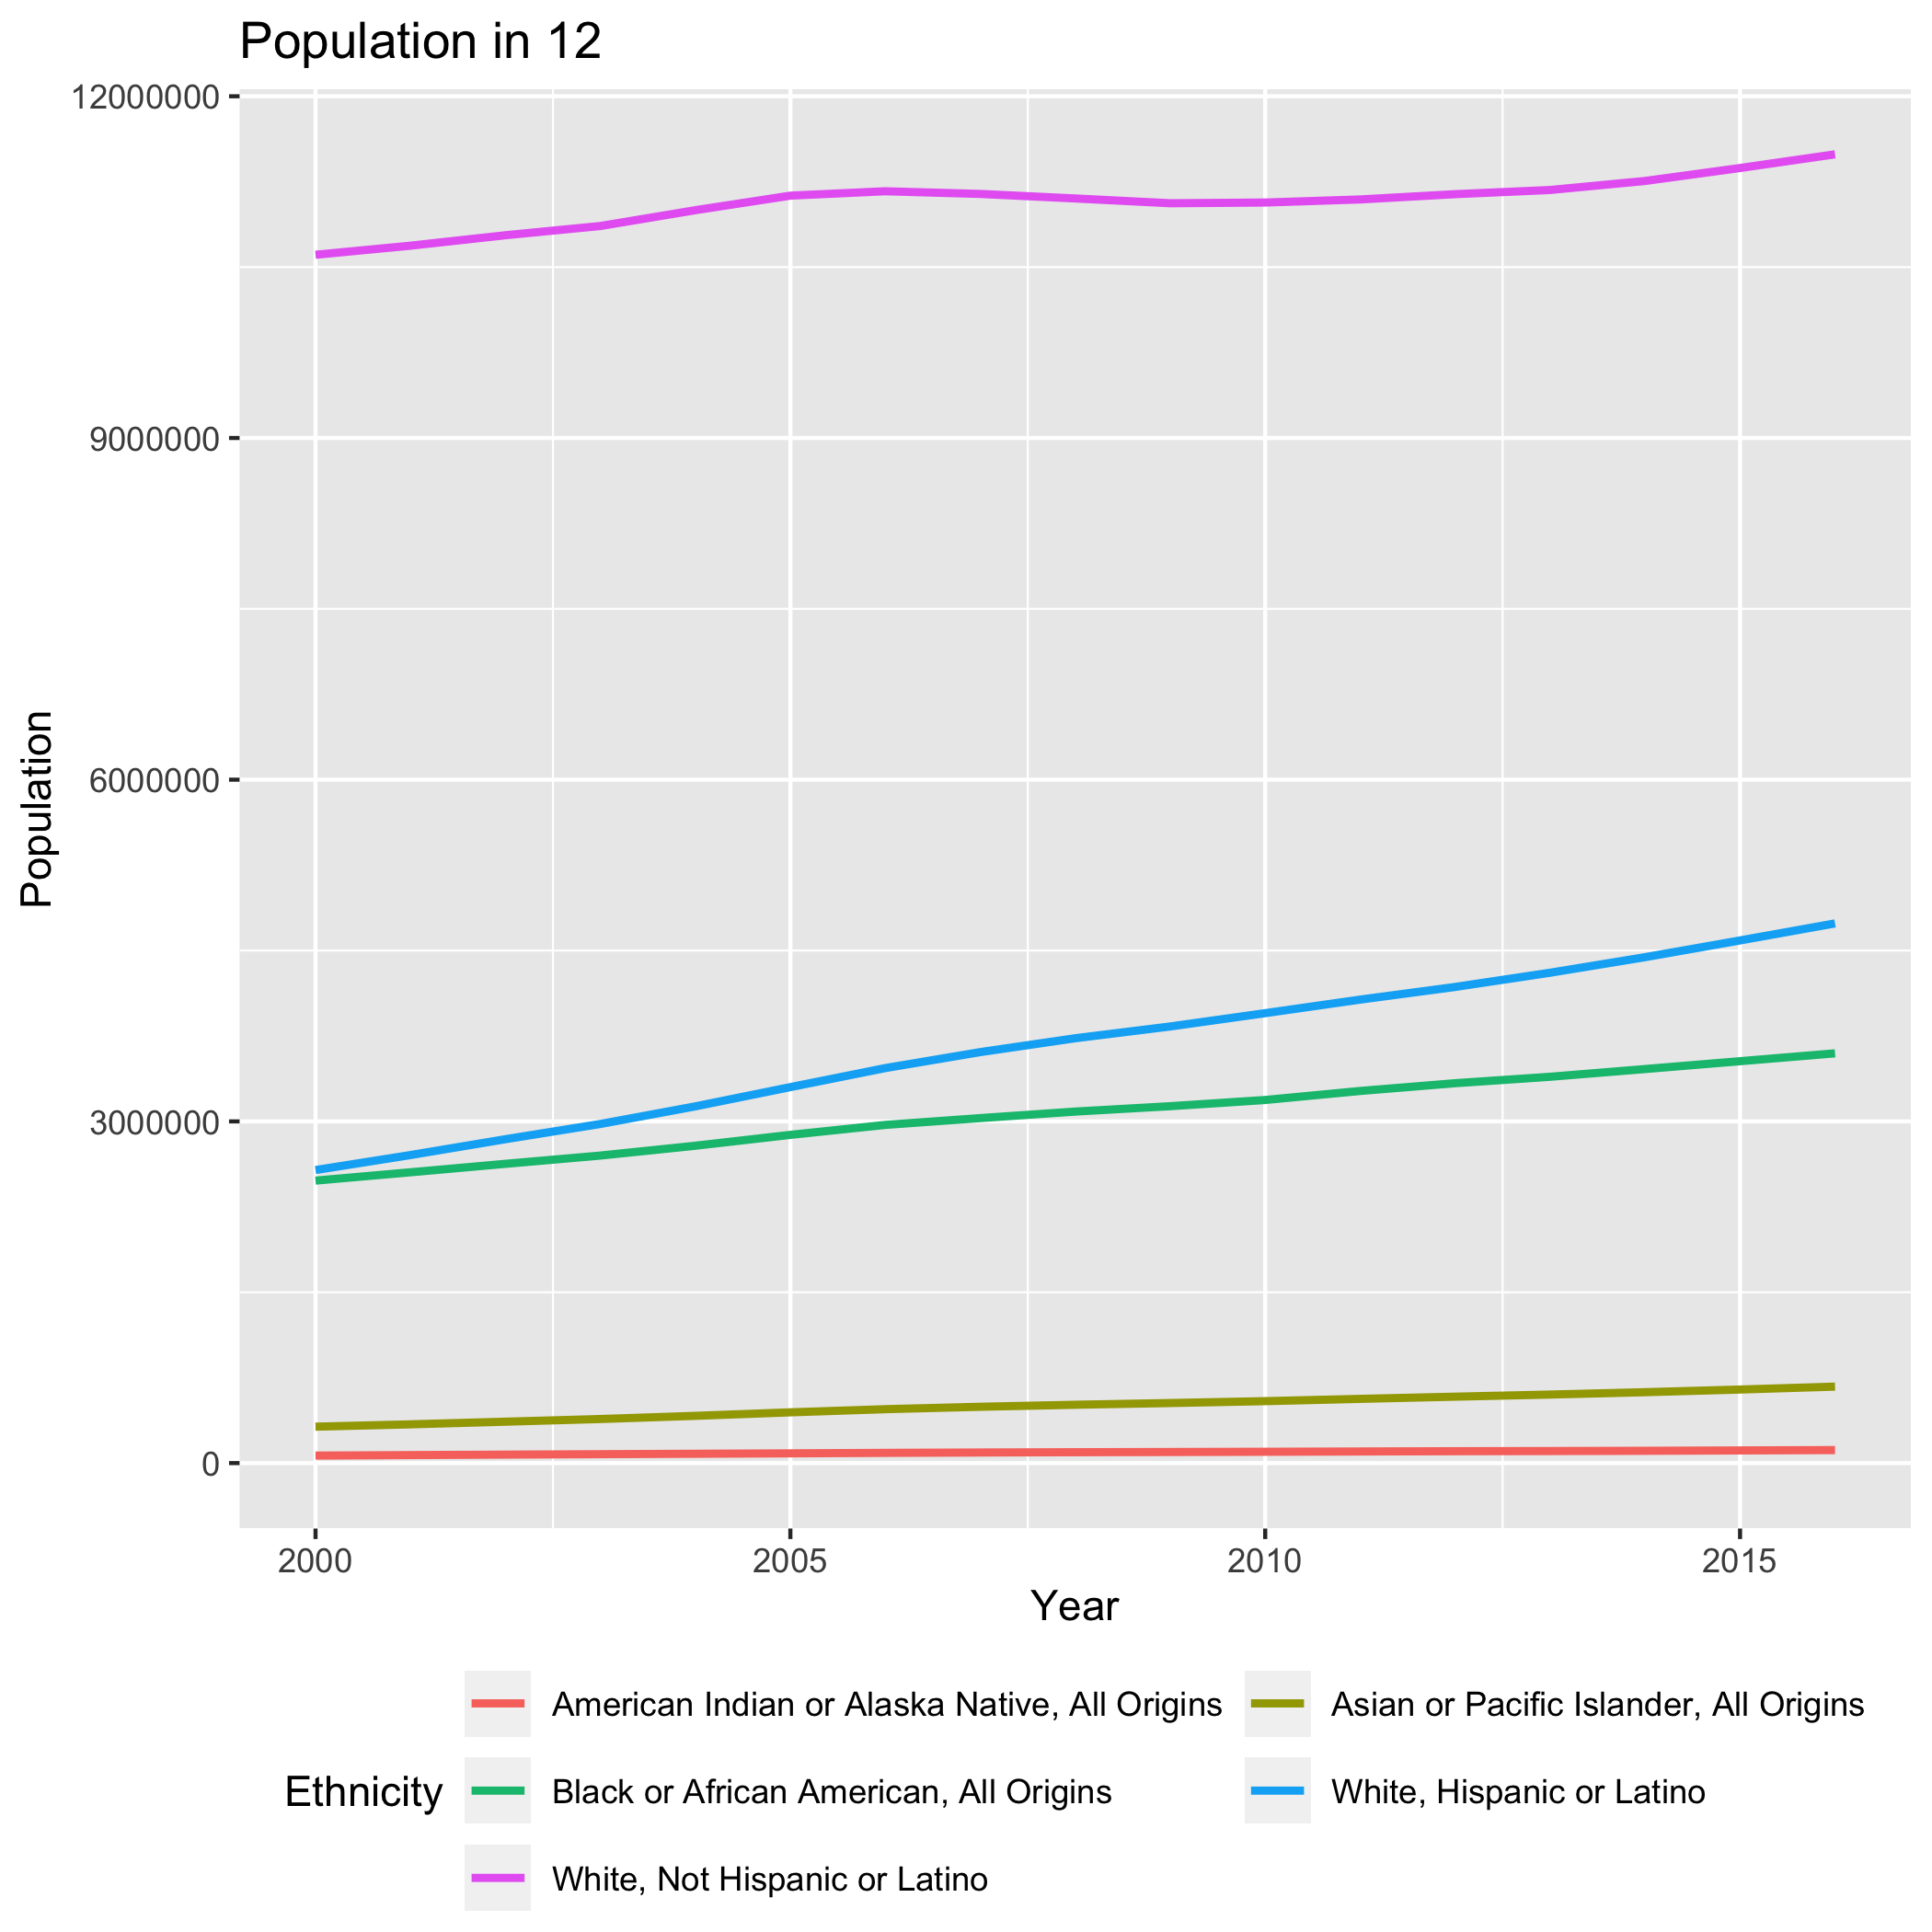 Population in 12
12000000
9000000
6000000
3000000
0
Population
2000 2005 2010 2015
Year
Ethnicity
American Indian or Alaska Native, All Origins
Asian or Pacific Islander, All Origins
Black or African American, All Origins
White, Hispanic or Latino
White, Not Hispanic or Latino